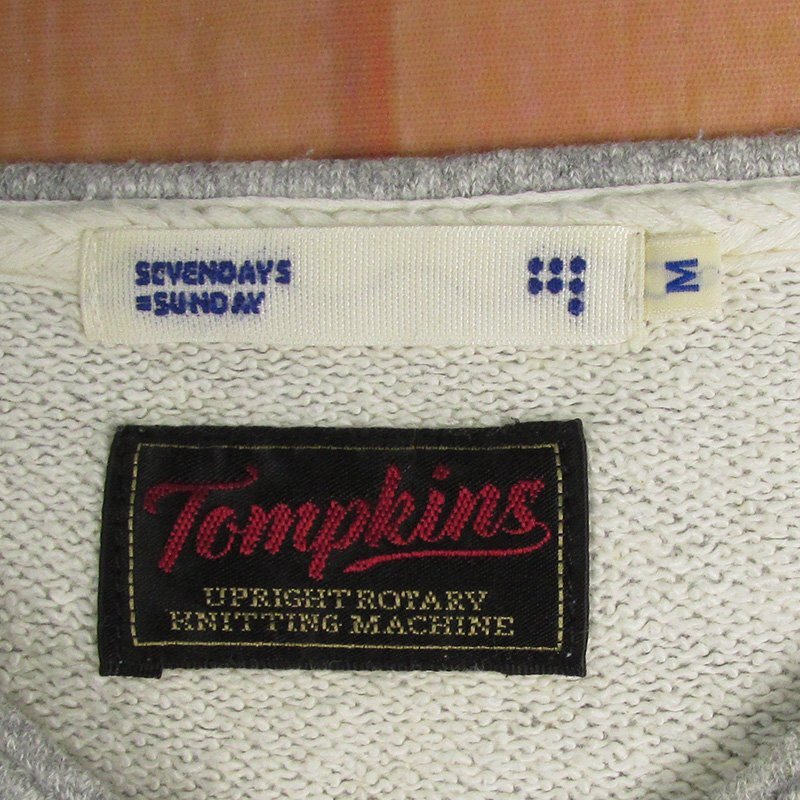 SEVENDAYS
=SUNDAY
M
Tompkins
UPRIGHT ROTARY
KNITTING MACHINE